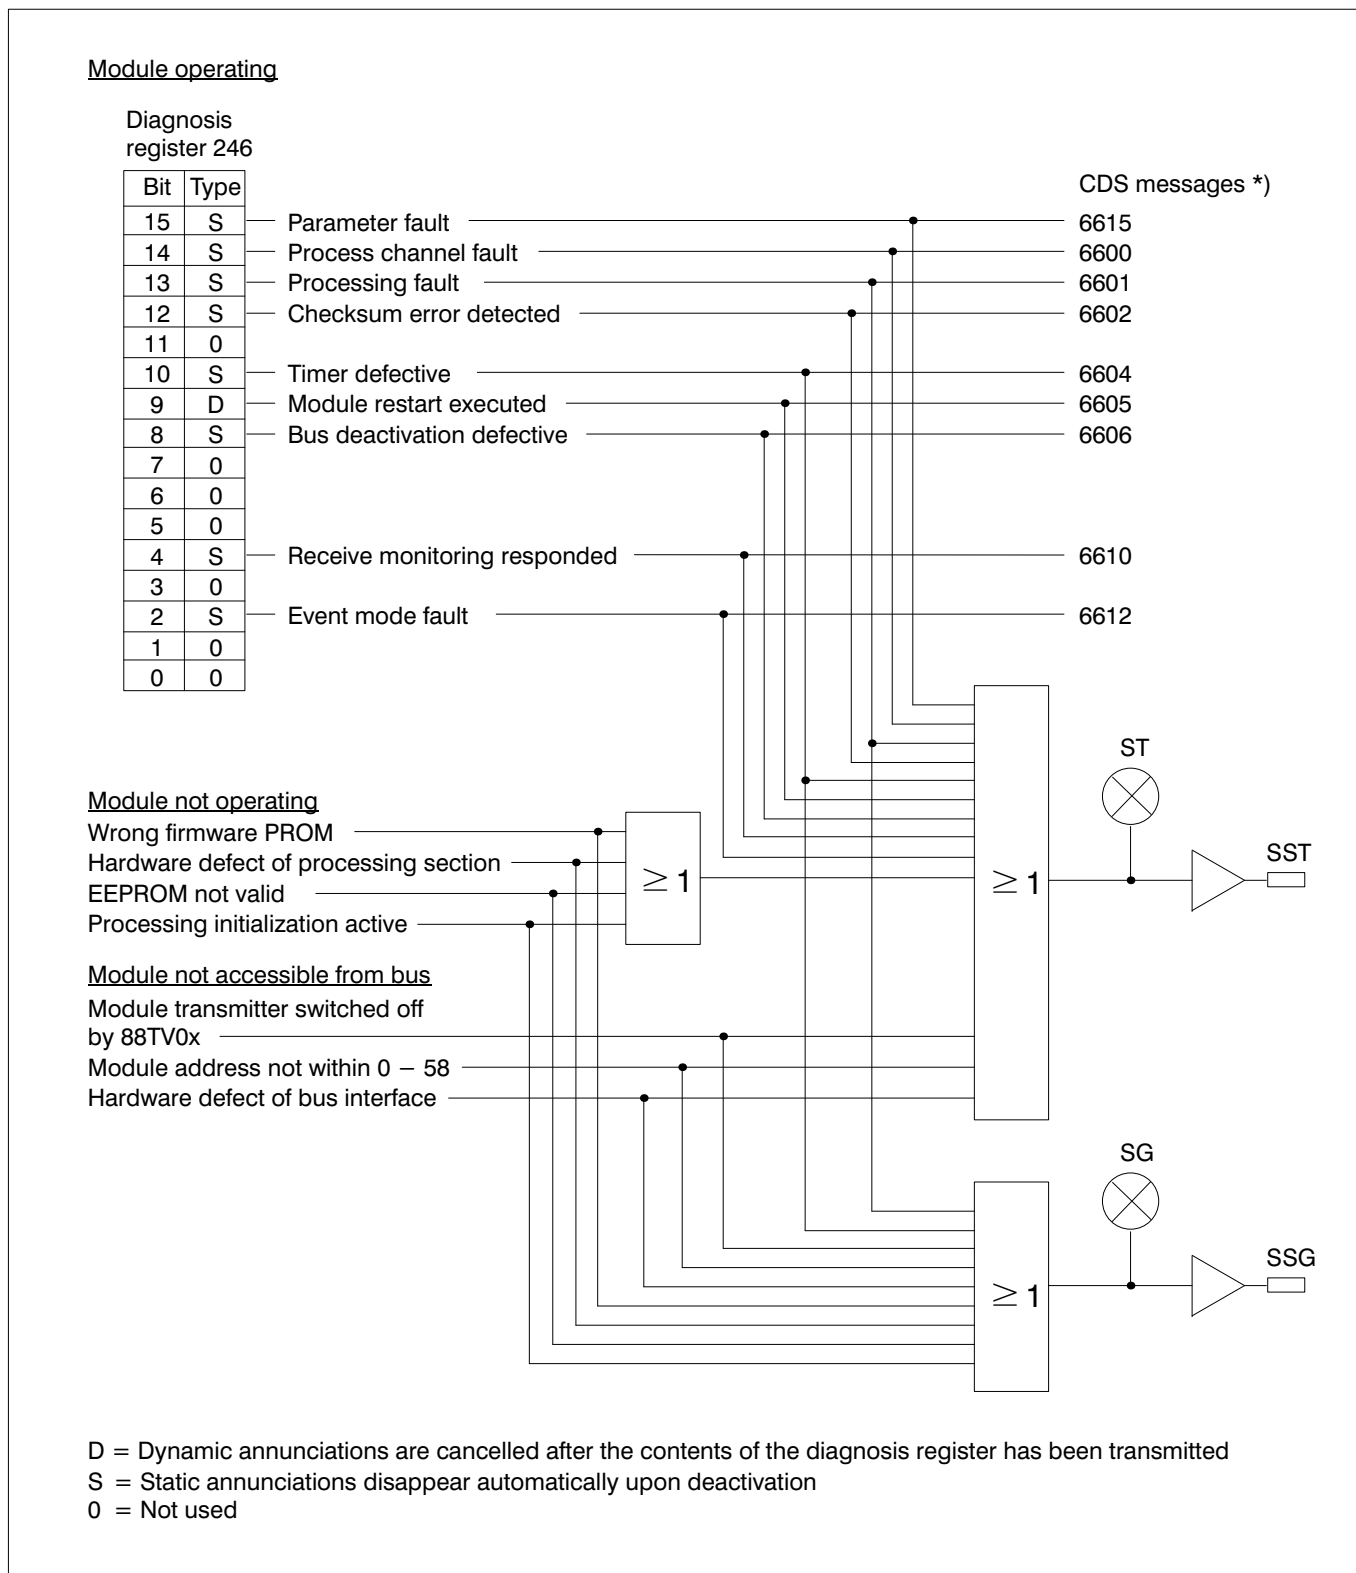 Module operating
Diagnosis
register 246
Bit Type
CDS messages *)
15 S Parameter fault 6615
14 S Process channel fault 6600
13 S Processing fault 6601
12 S Checksum error detected 6602
11 0
10 S Timer defective 6604
9 D Module restart executed 6605
8 S Bus deactivation defective 6606
7 0
6 0
5 0
4 S Receive monitoring responded 6610
3 0
2 S Event mode fault 6612
1 0
0 0
ST
SST
≥ 1
Module not operating
Wrong firmware PROM
Hardware defect of processing section
EEPROM not valid
Processing initialization active
≥ 1
Module not accessible from bus
Module transmitter switched off
by 88TV0x
Module address not within 0 – 58
Hardware defect of bus interface
SG
SSG
≥ 1
D = Dynamic annunciations are cancelled after the contents of the diagnosis register has been transmitted
S = Static annunciations disappear automatically upon deactivation
0 = Not used